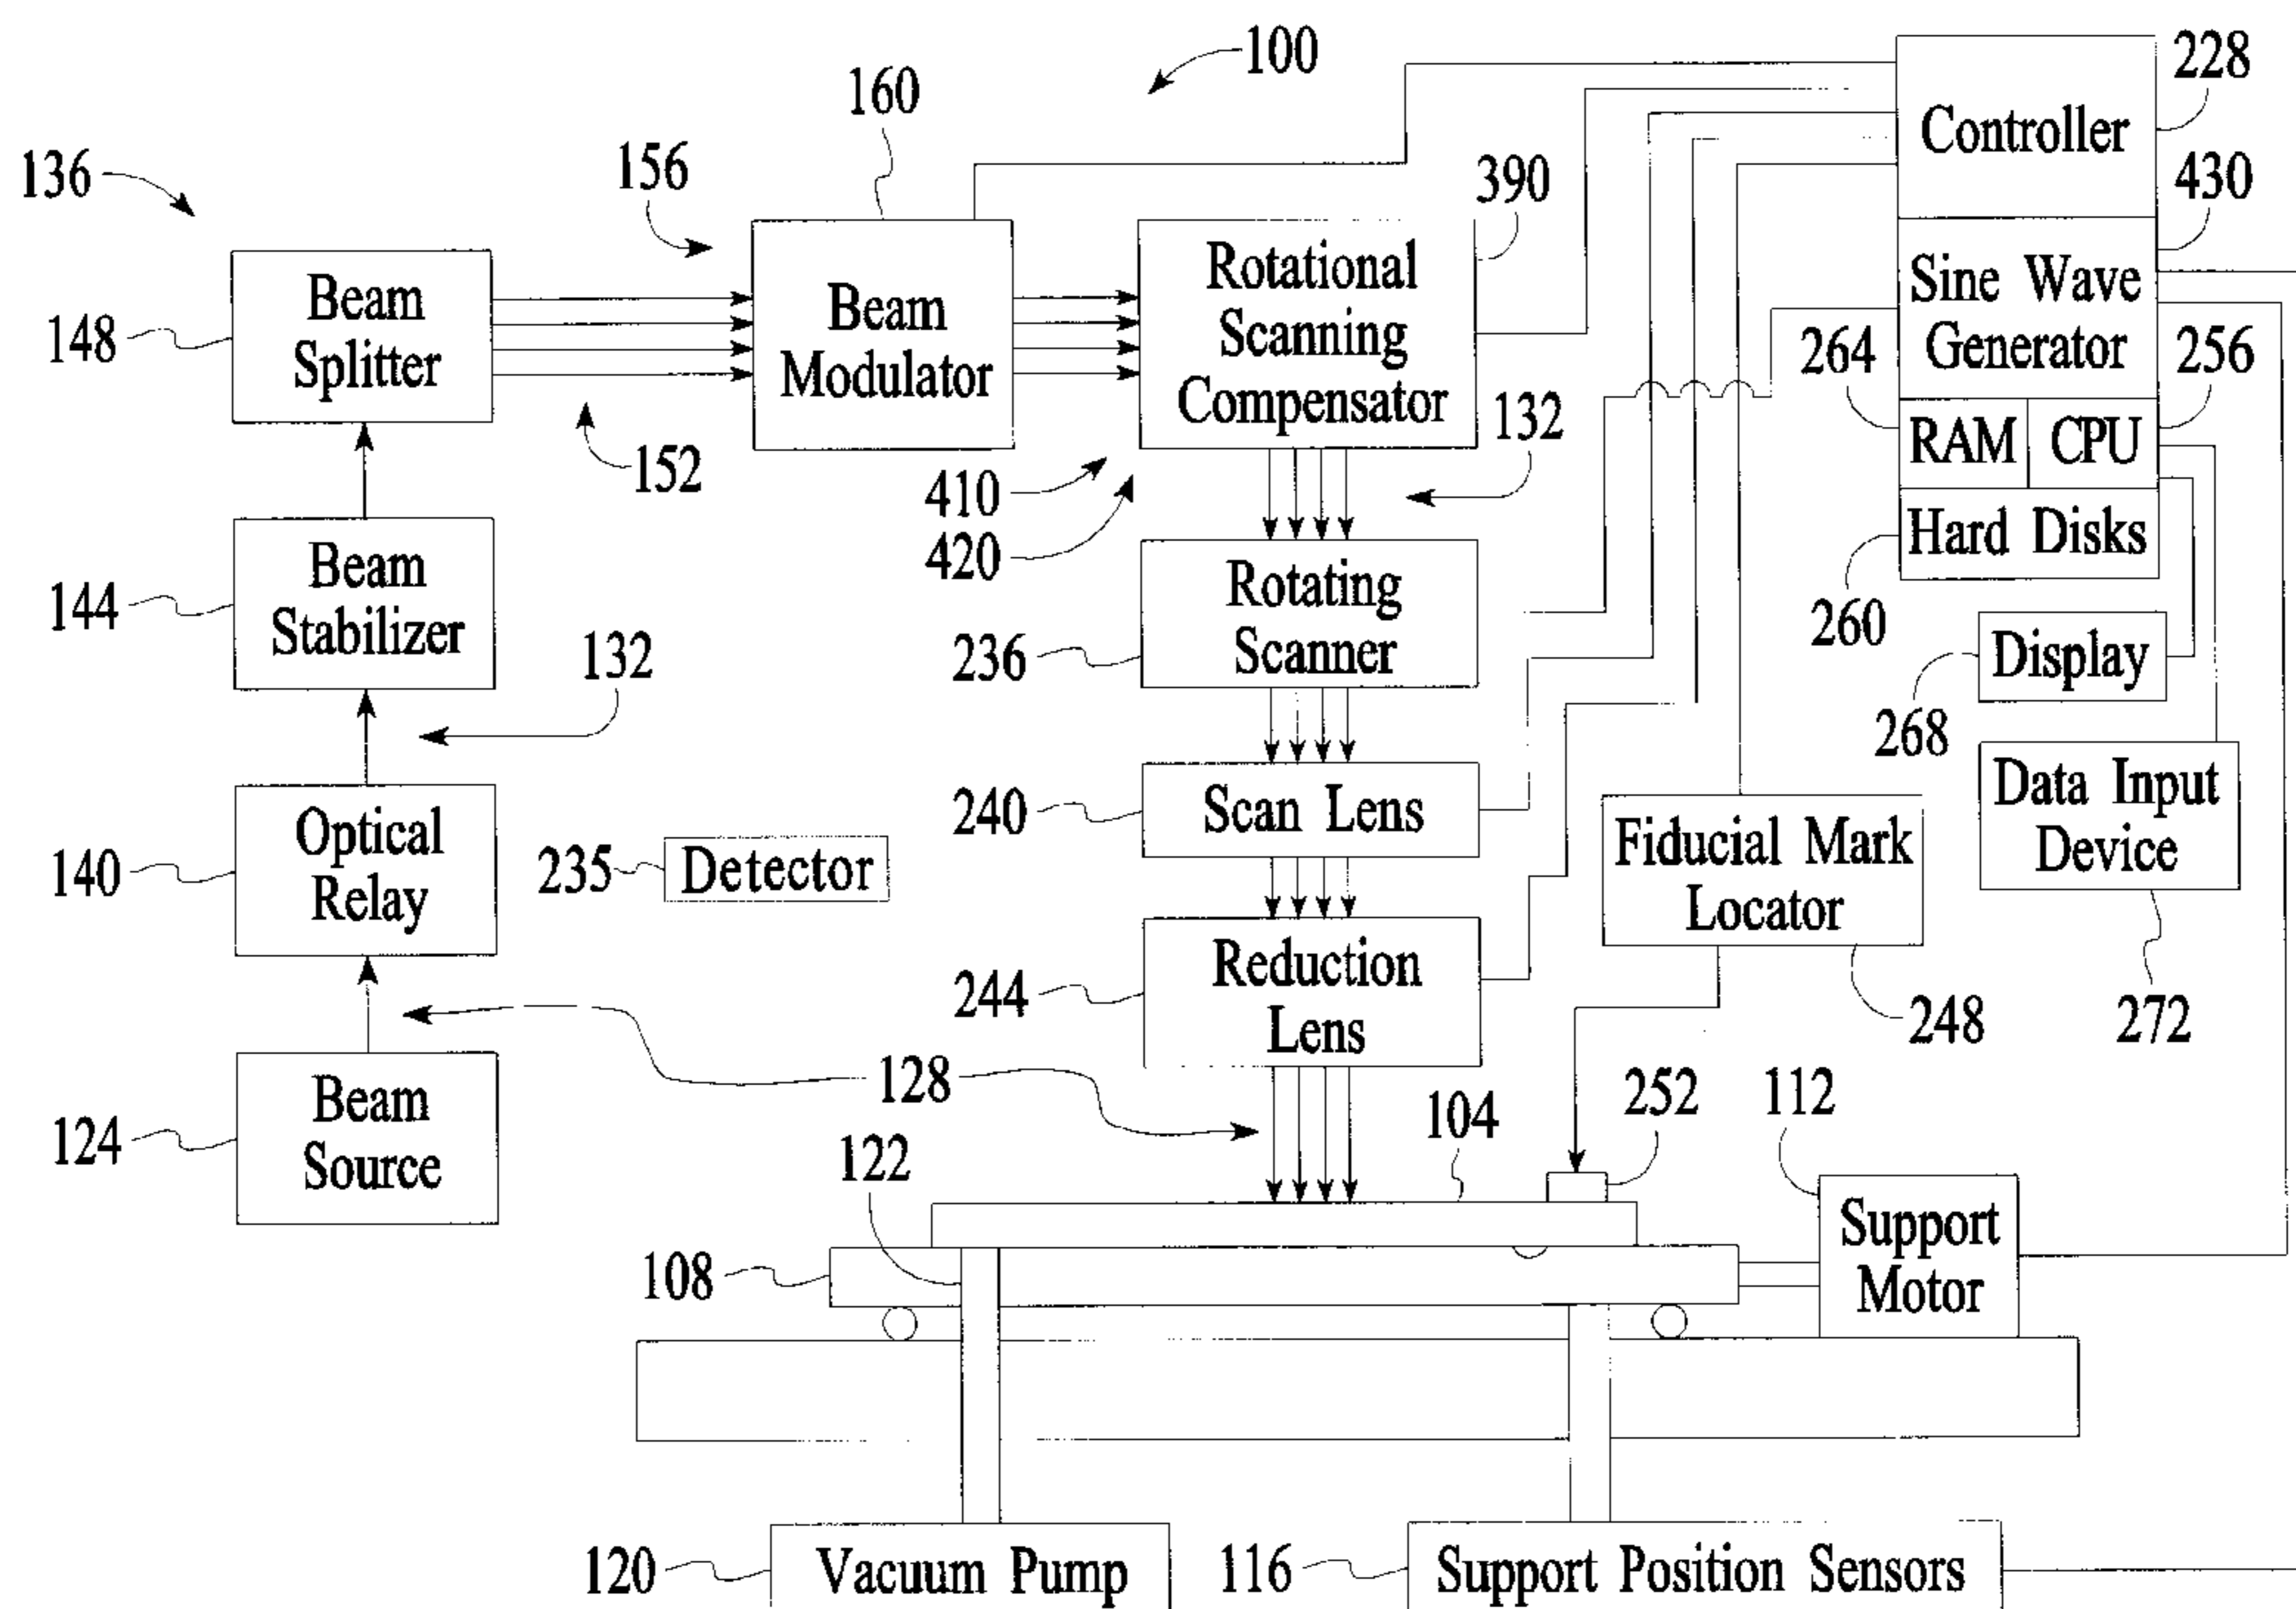 100
228
160
Controller
136
156
390
430
Beam
Splitter
148
152
Beam
Modulator
Rotational
Scanning
Compensator
Sine Wave
Generator
264
256
132
RAM
CPU
410
420
Hard Disks
260
Beam
Stabilizer
144
132
Rotating
Scanner
236
Display
268
Optical
Relay
140
235
Detector
Scan Lens
240
Fiducial Mark
Locator
248
Data Input
Device
272
Reduction
Lens
244
Beam
Source
124
128
122
104
252
112
Support
Motor
108
120
Vacuum Pump
116
Support Position Sensors